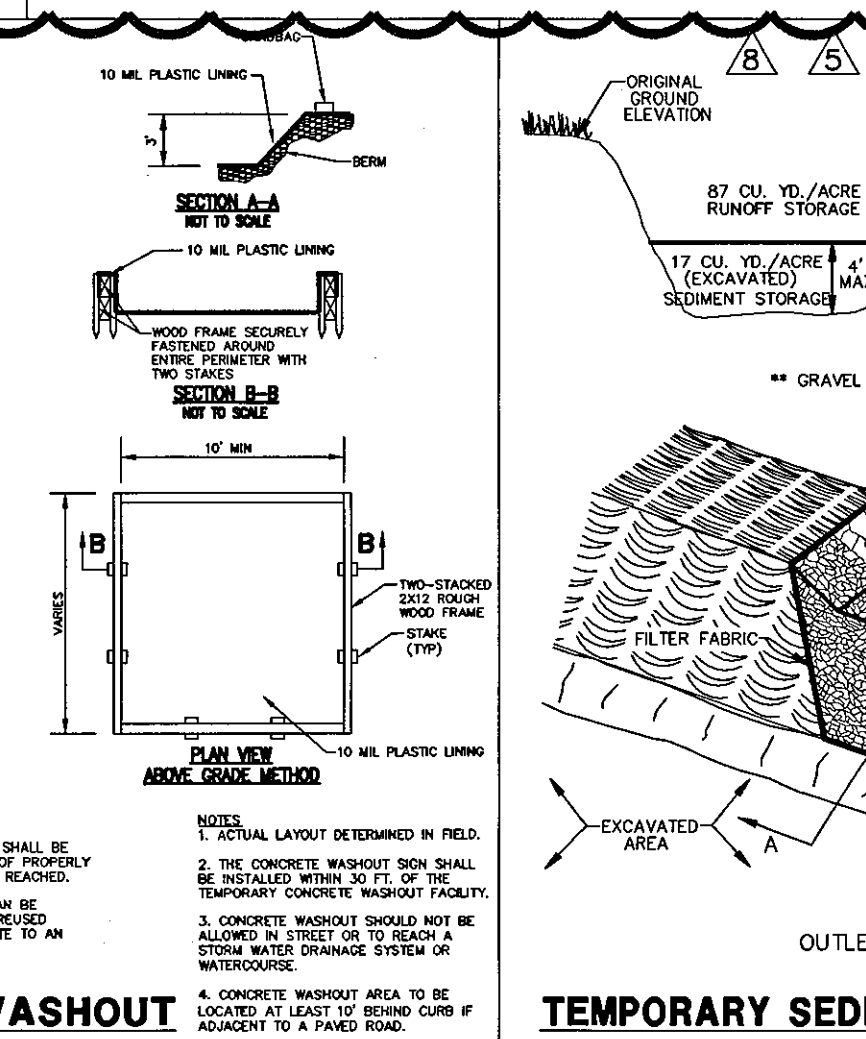 10 MIL PLASTIC LINING
3'
BERM
SECTION A-A
NOT TO SCALE
10 MIL PLASTIC LINING
WOOD FRAME SECURELY
FASTENED AROUND
ENTIRE PERIMETER WITH
TWO STAKES
SECTION B-B
NOT TO SCALE
10' MIN
VARIES
B
B
TWO-STACKED
2X12 ROUGH
WOOD FRAME
STAKE
(TYP)
10 MIL PLASTIC LINING
PLAN VIEW
ABOVE GRADE METHOD
SHALL BE
OF PROPERLY
REACHED.
AN BE
REUSED
TE TO AN
NOTES
1. ACTUAL LAYOUT DETERMINED IN FIELD.
2. THE CONCRETE WASHOUT SIGN SHALL
BE INSTALLED WITHIN 30 FT. OF THE
TEMPORARY CONCRETE WASHOUT FACILITY.
3. CONCRETE WASHOUT SHOULD NOT BE
ALLOWED IN STREET OR TO REACH A
STORM WATER DRAINAGE SYSTEM OR
WATERCOURSE.
4. CONCRETE WASHOUT AREA TO BE
LOCATED AT LEAST 10' BEHIND CURB IF
ADJACENT TO A PAVED ROAD.
WASHOUT
8
5
ORIGINAL
GROUND
ELEVATION
87 CU. YD./ACRE
RUNOFF STORAGE
17 CU. YD./ACRE
(EXCAVATED)
SEDIMENT STORAGE
4'
MAX
** GRAVEL
FILTER FABRIC
EXCAVATED
AREA
A
OUTLE
TEMPORARY SEDI